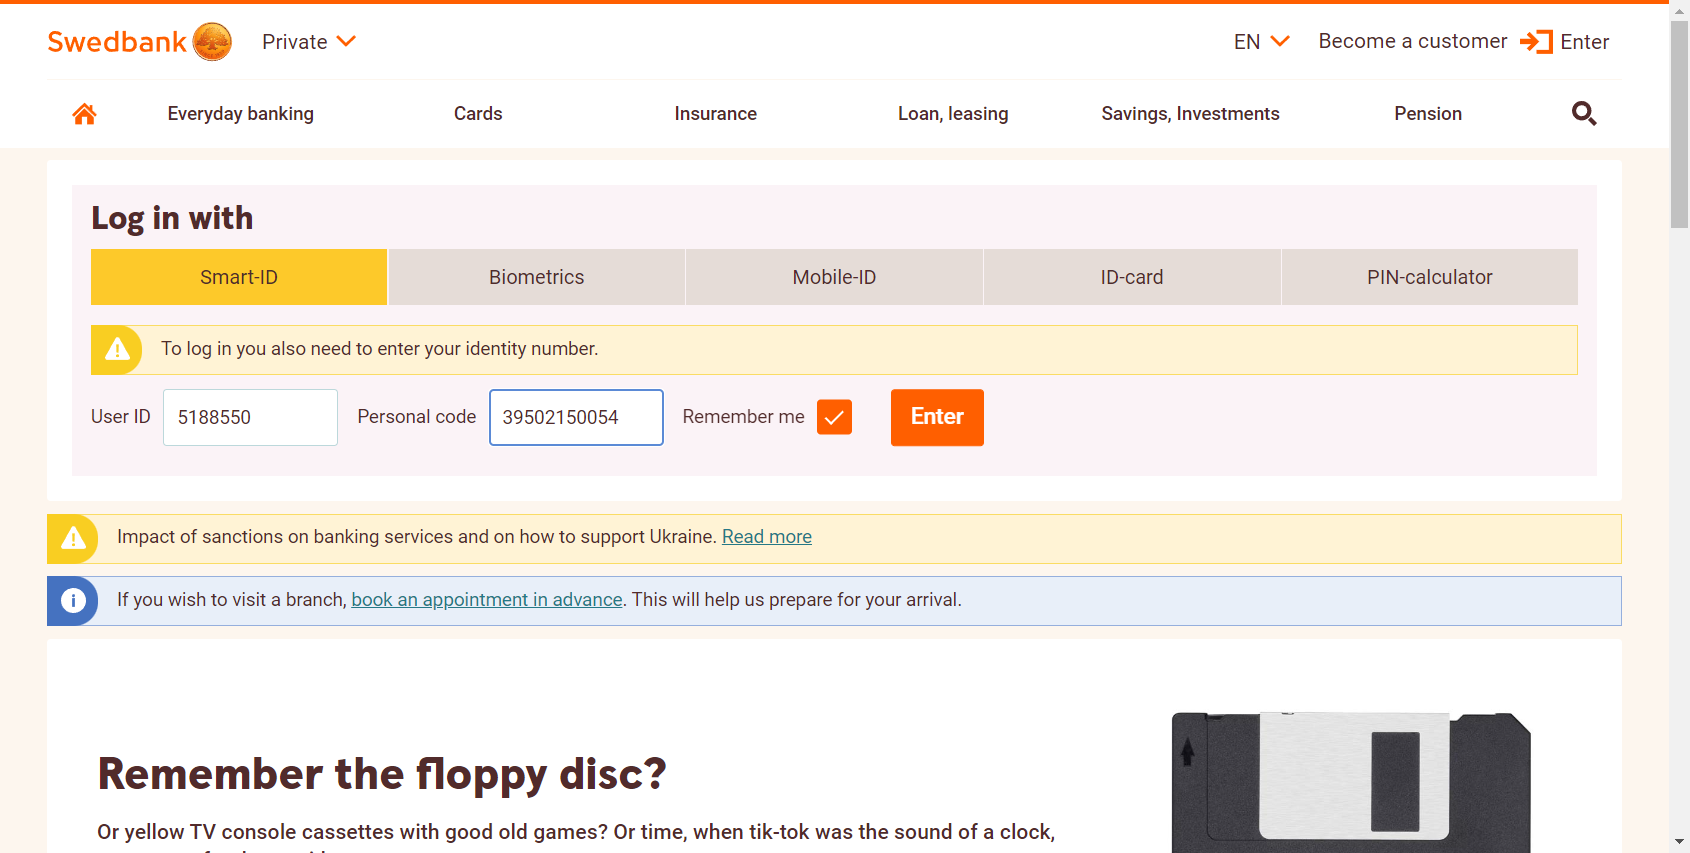 Swedbank Private EN Become a customer Enter
Everyday banking Cards Insurance Loan, leasing Savings, Investments Pension
Log in with
Smart-ID Biometrics Mobile-ID ID-card PIN-calculator
To log in you also need to enter your identity number.
User ID 5188550 Personal code 39502150054 Remember me Enter
Impact of sanctions on banking services and on how to support Ukraine. Read more
If you wish to visit a branch, book an appointment in advance. This will help us prepare for your arrival.
Remember the floppy disc?
Or yellow TV console cassettes with good old games? Or time, when tik-tok was the sound of a clock,